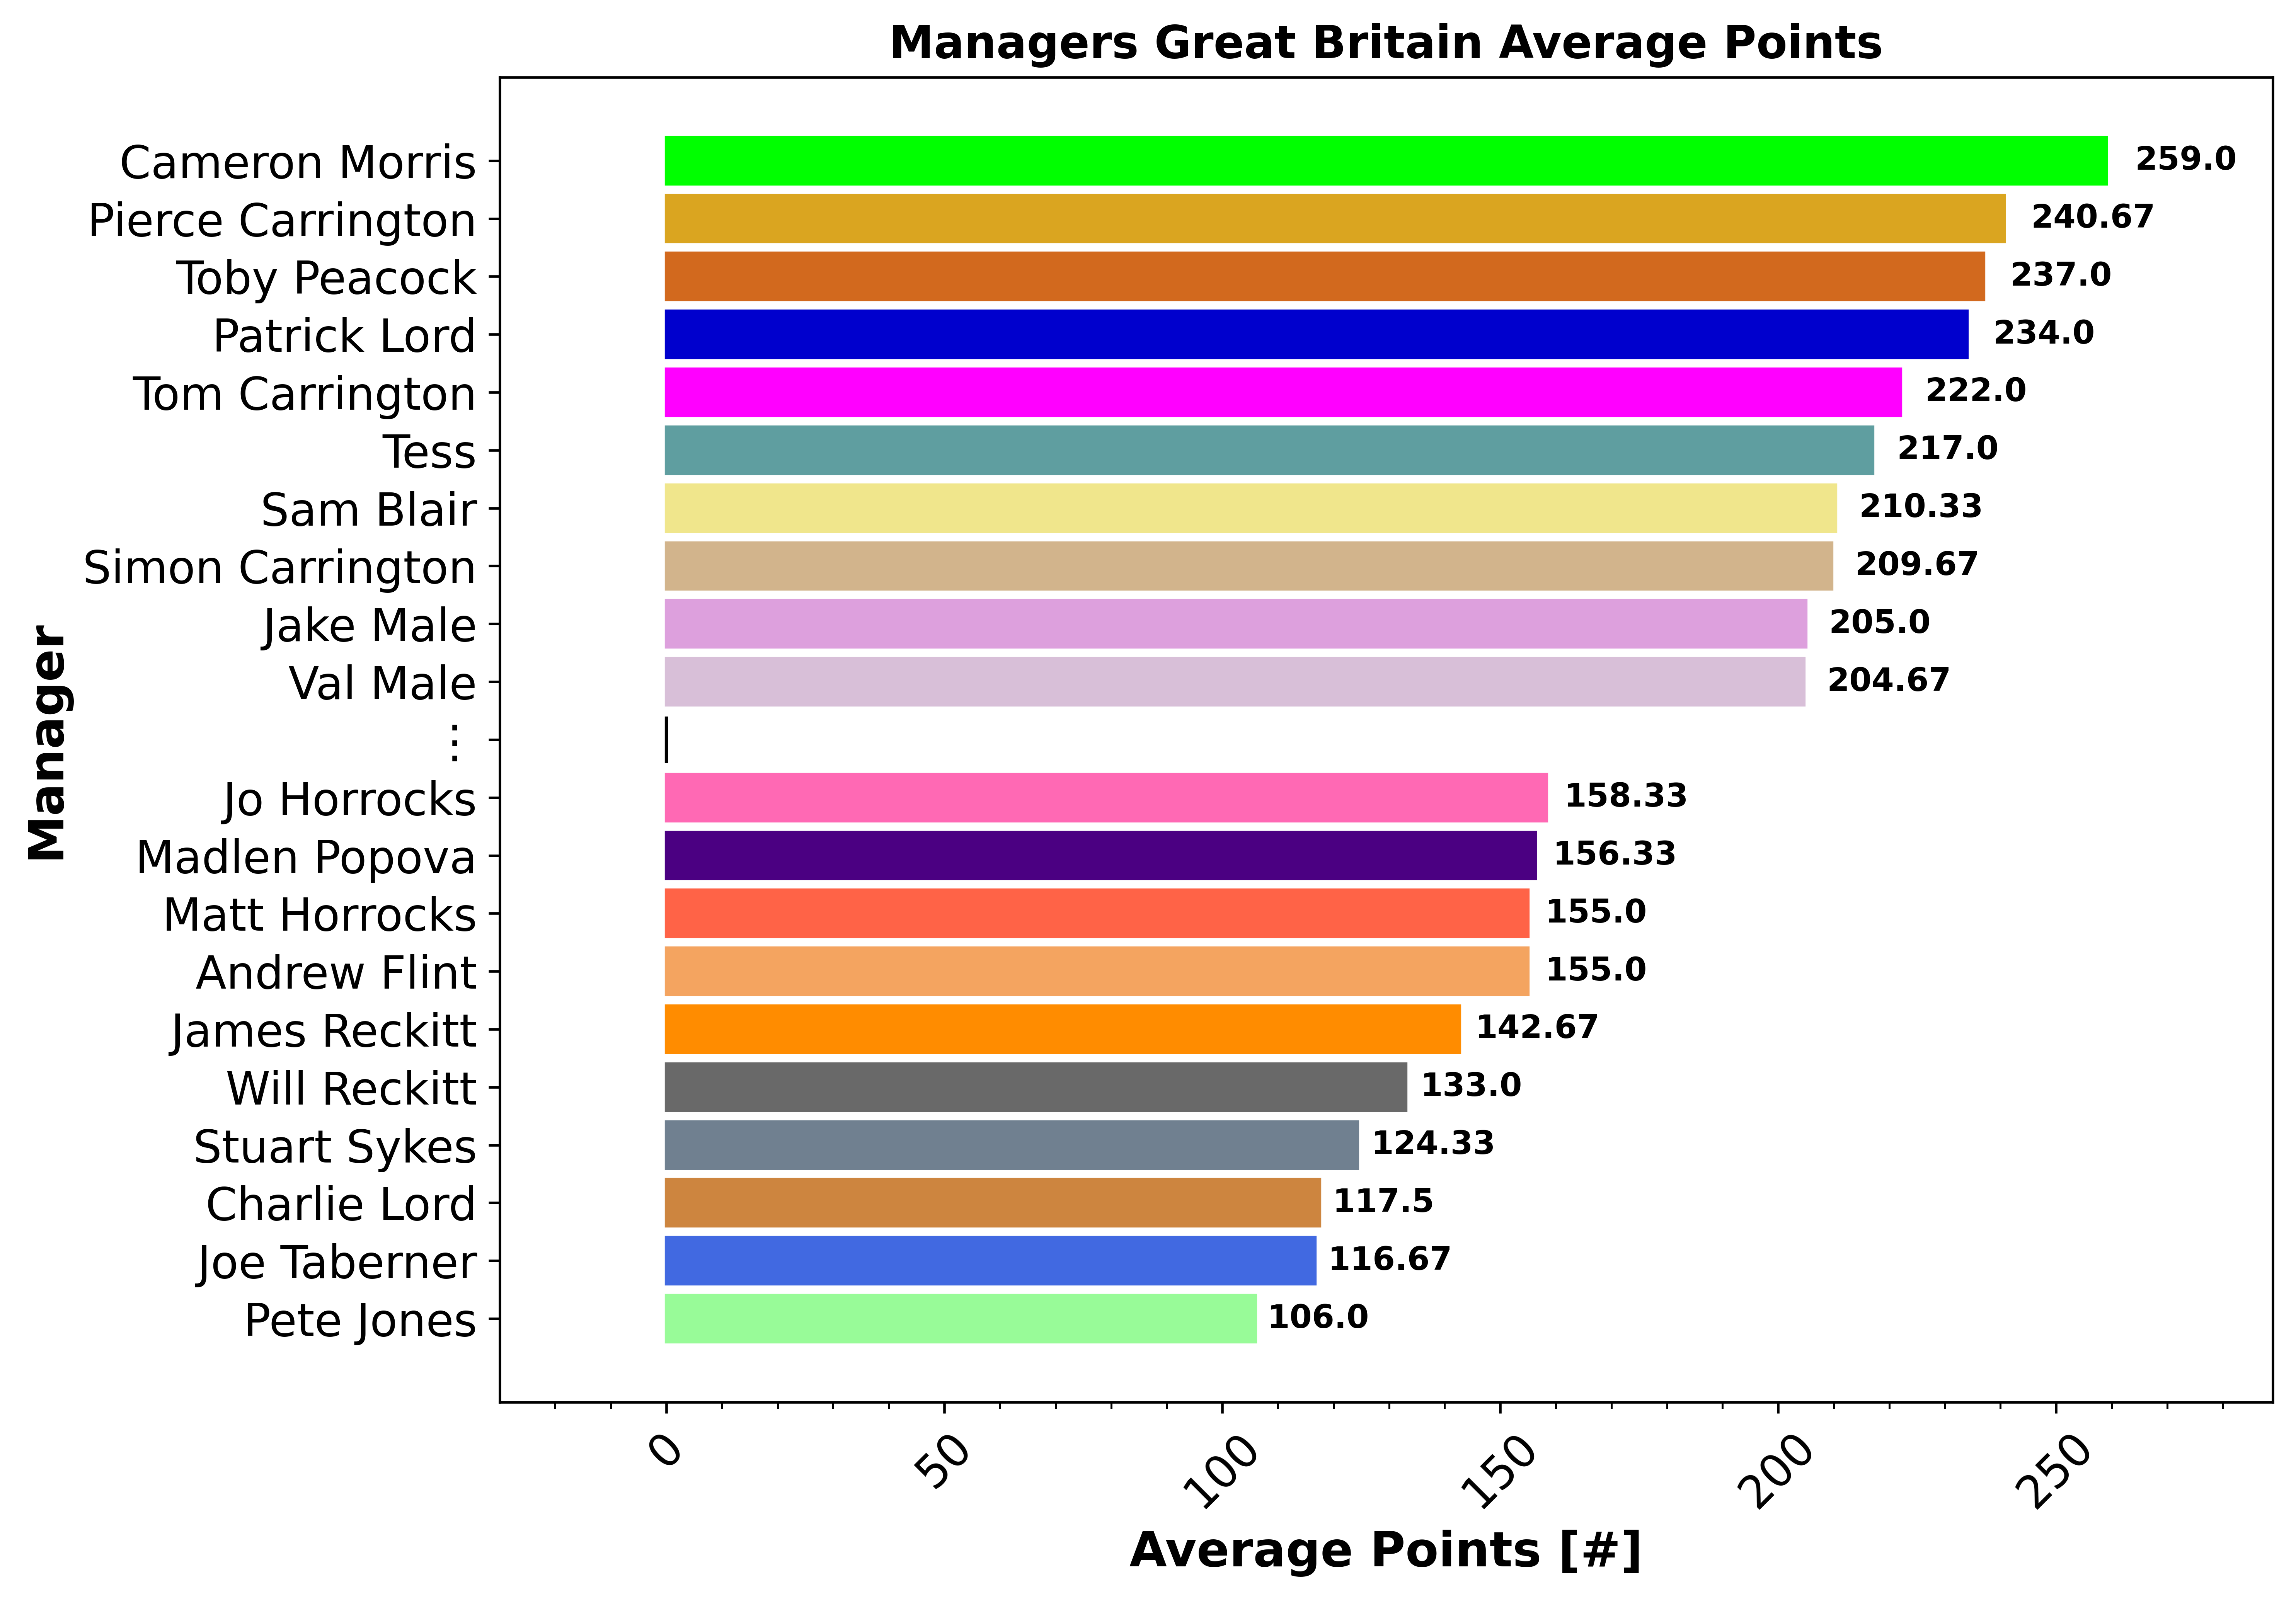 Managers Great Britain Average Points
Manager
Cameron Morris 259.0
Pierce Carrington 240.67
Toby Peacock 237.0
Patrick Lord 234.0
Tom Carrington 222.0
Tess 217.0
Sam Blair 210.33
Simon Carrington 209.67
Jake Male 205.0
Val Male 204.67
⋮
Jo Horrocks 158.33
Madlen Popova 156.33
Matt Horrocks 155.0
Andrew Flint 155.0
James Reckitt 142.67
Will Reckitt 133.0
Stuart Sykes 124.33
Charlie Lord 117.5
Joe Taberner 116.67
Pete Jones 106.0
0 50 100 150 200 250
Average Points [#]